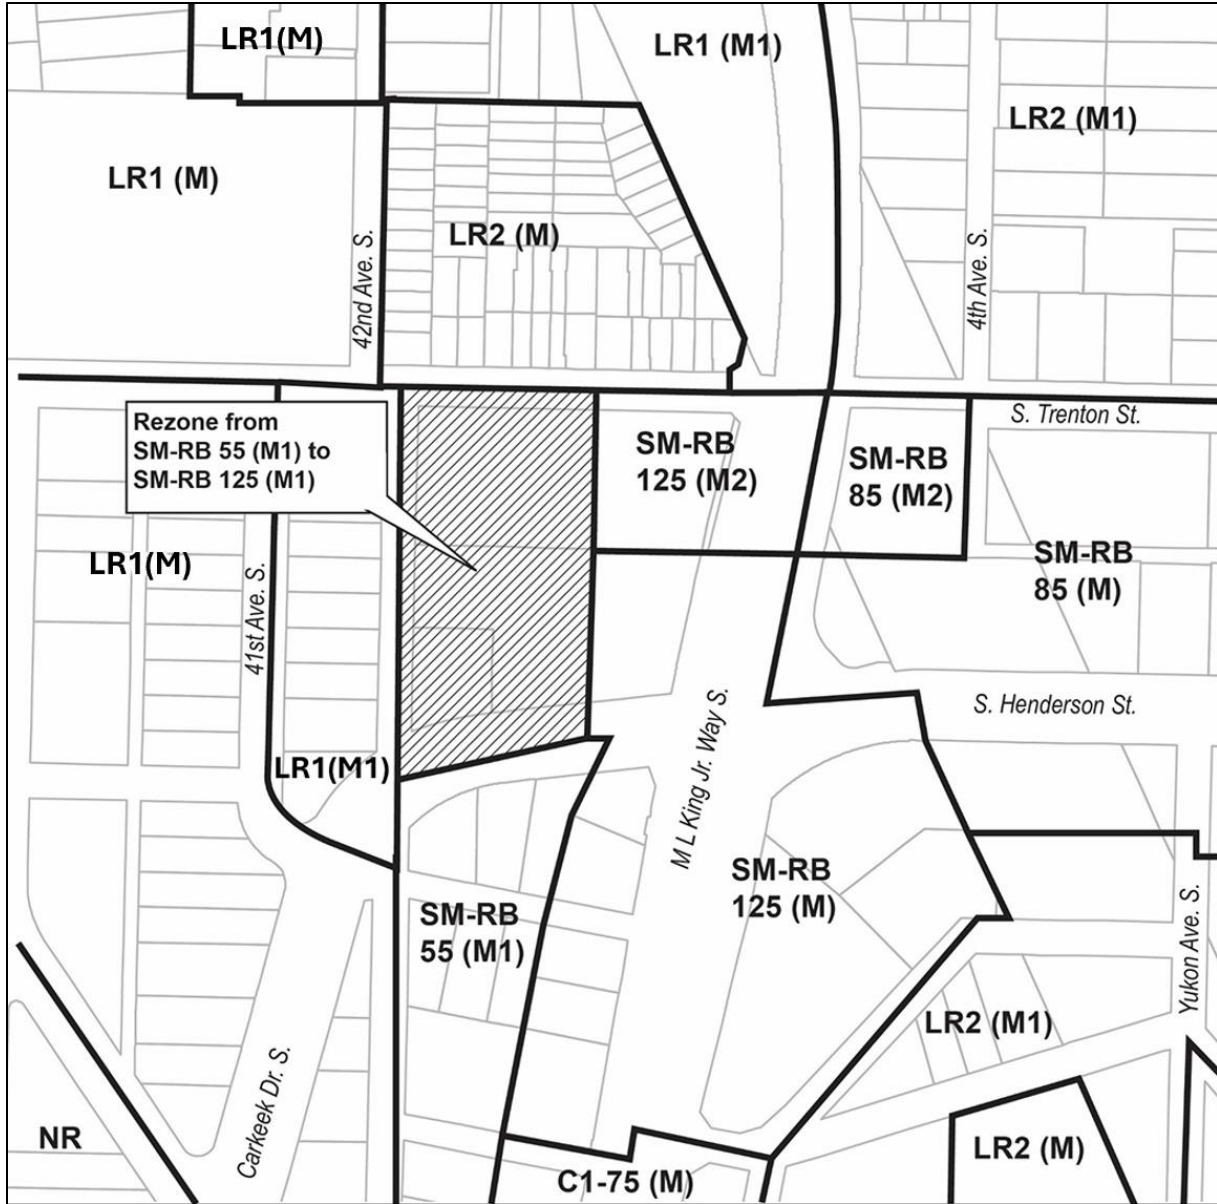 LR1(M)
LR1 (M1)
LR2 (M1)
LR1 (M)
LR2 (M)
42nd Ave. S.
4th Ave. S.
Rezone from
SM-RB 55 (M1) to
SM-RB 125 (M1)
SM-RB
125 (M2)
SM-RB
85 (M2)
S. Trenton St.
LR1(M)
41st Ave. S.
SM-RB
85 (M)
S. Henderson St.
LR1(M1)
M L King Jr. Way S.
SM-RB
55 (M1)
SM-RB
125 (M)
Yukon Ave. S.
LR2 (M1)
Carkeek Dr. S.
NR
LR2 (M)
C1-75 (M)